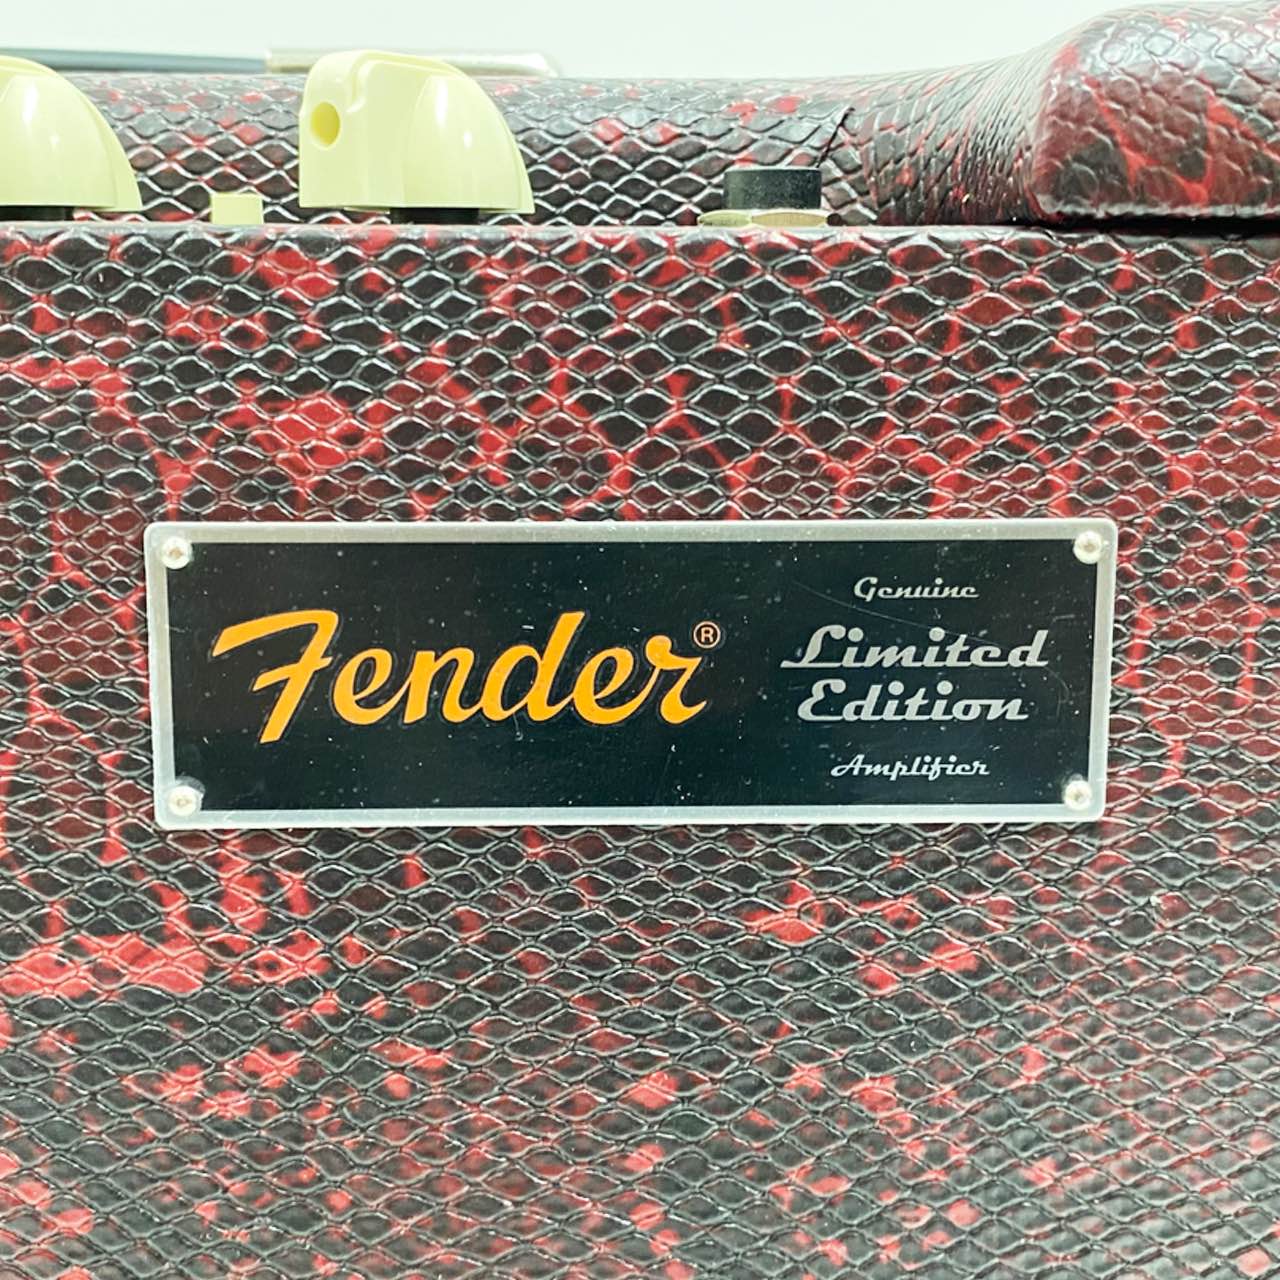 Fender®
Genuine
Limited
Edition
Amplifier